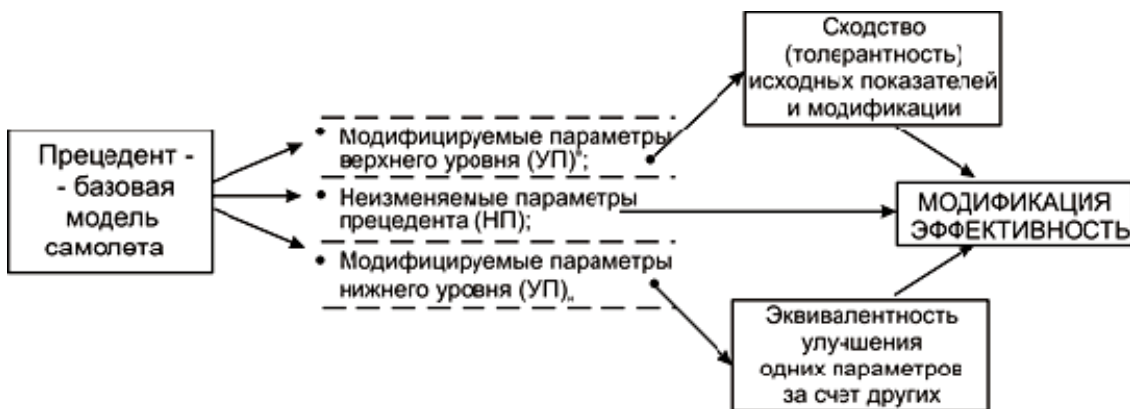 Прецедент -
- базовая
модель
самолета
• Модифицируемые параметры
верхнего уровня (УП)";
• Неизменяемые параметры
прецедента (НП);
• Модифицируемые параметры
нижнего уровня (УП)„
Сходство
(толерантность)
исходных показателей
и модификации
МОДИФИКАЦИЯ
ЭФФЕКТИВНОСТЬ
Эквивалентность
улучшения
одних параметров
за счет других